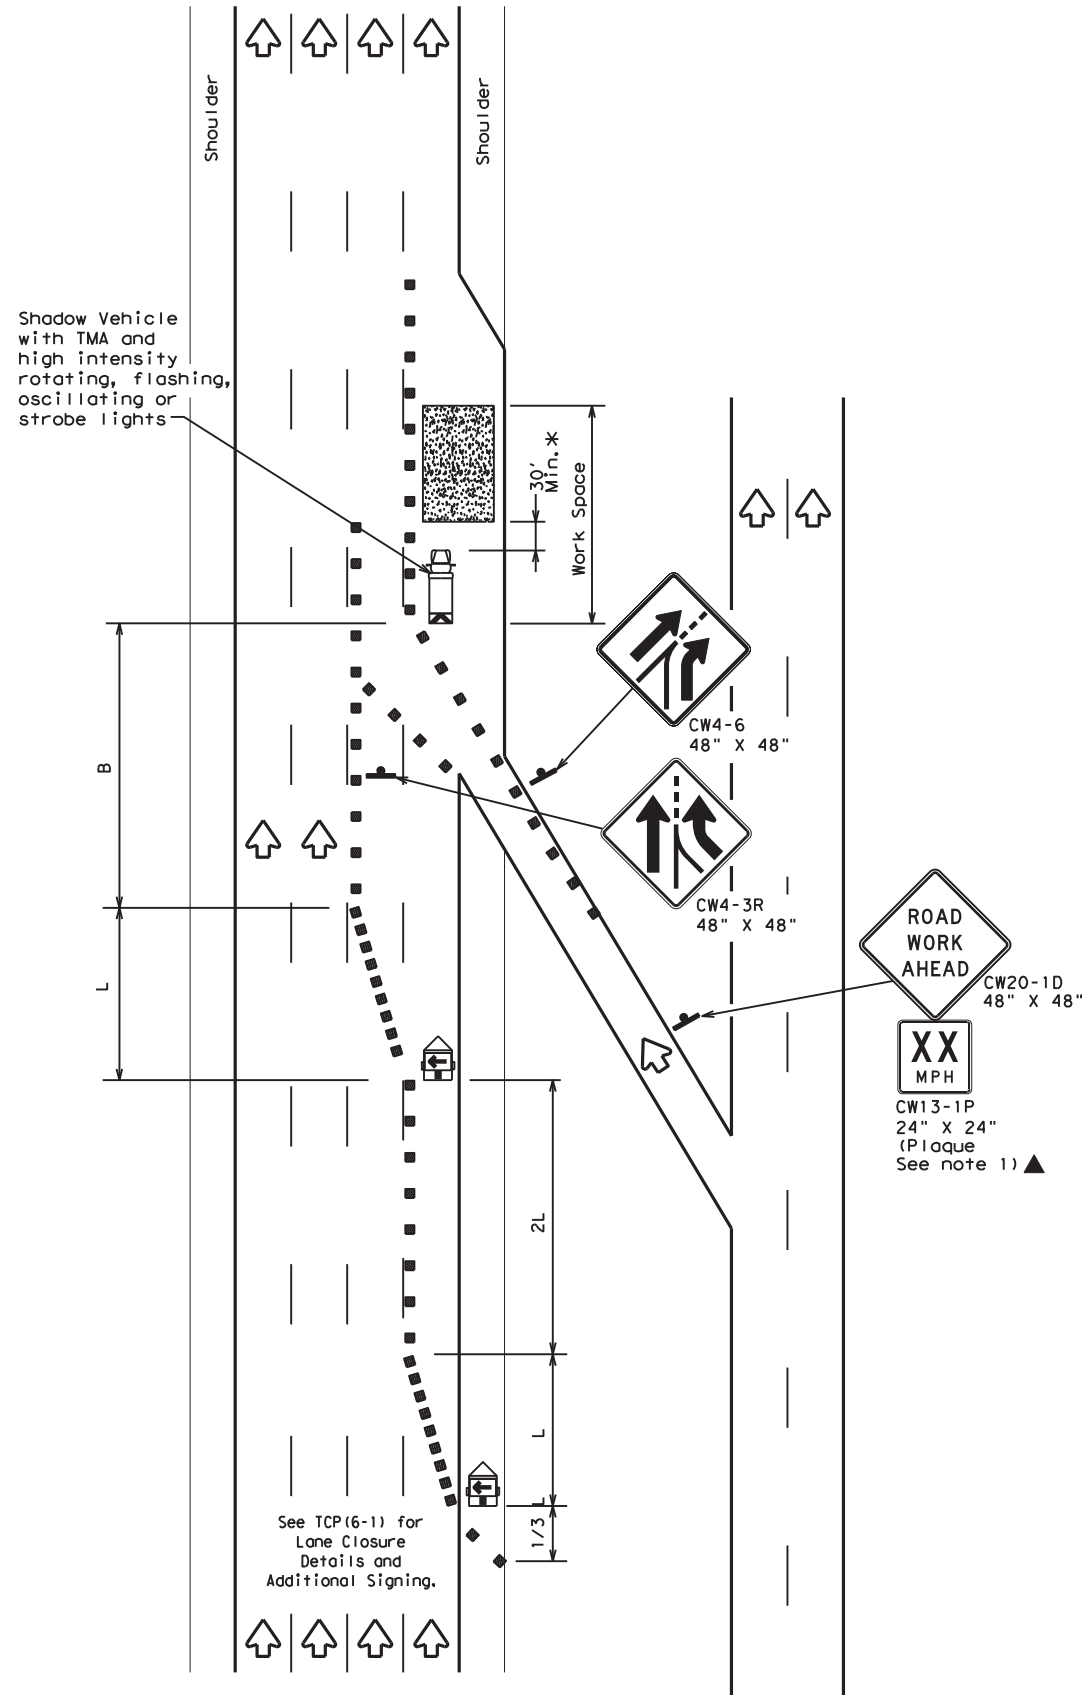 Shoulder
Shoulder
Shadow Vehicle
with TMA and
high intensity
rotating, flashing,
oscillating or
strobe lights
30'
Min.*
Work Space
CW4-6
48" X 48"
B
CW4-3R
48" X 48"
ROAD
WORK
AHEAD
CW20-1D
48" X 48"
XX
MPH
CW13-1P
24" X 24"
(Plaque
See note 1)▲
L
2L
L
1/3 L
See TCP(6-1) for
Lane Closure
Details and
Additional Signing.